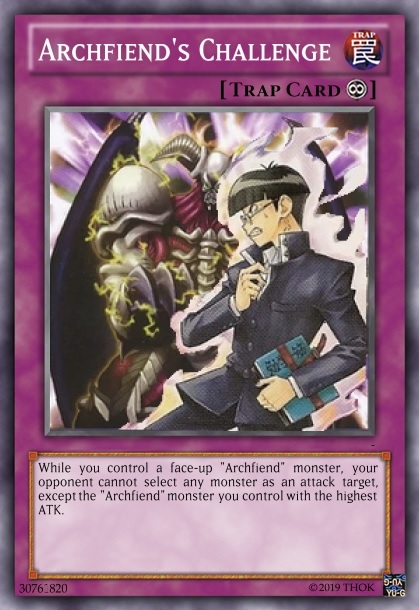 ARCHFIEND'S CHALLENGE
TRAP
罠
[TRAP CARD ]
While you control a face-up "Archfiend" monster, your
opponent cannot select any monster as an attack target,
except the "Archfiend" monster you control with the highest
ATK.
©2019 THOK